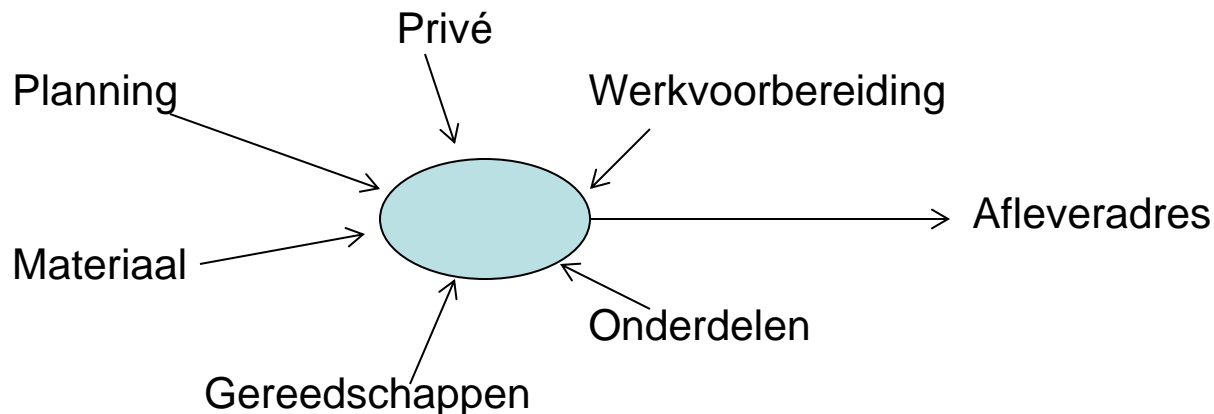 Privé
Planning
Werkvoorbereiding
Afleveradres
Materiaal
Onderdelen
Gereedschappen